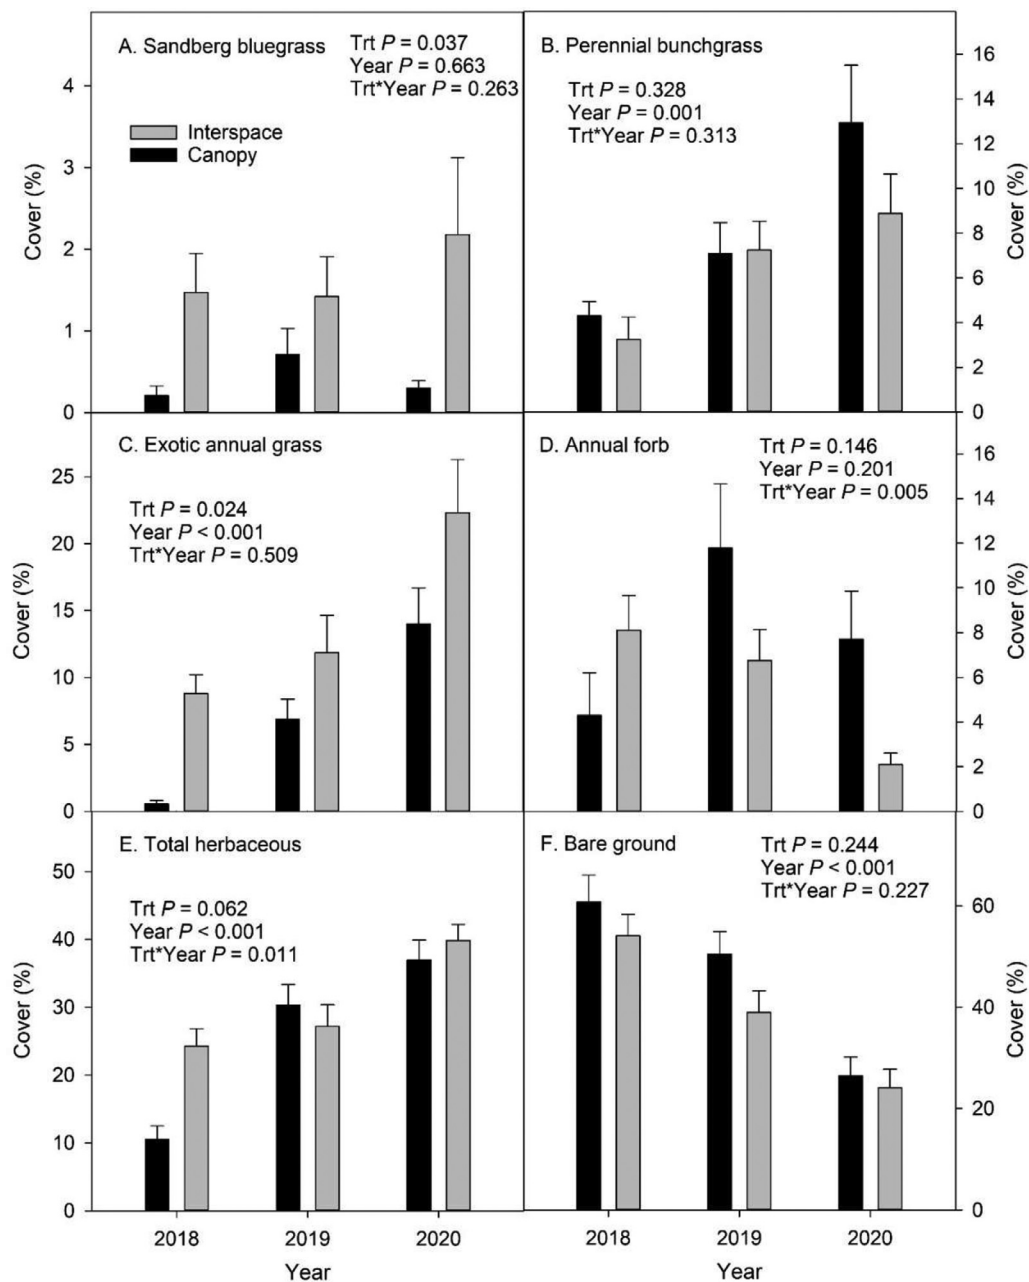 A. Sandberg bluegrass
Trt P = 0.037
Year P = 0.663
Trt*Year P = 0.263
Interspace
Canopy
Cover (%)
4
3
2
1
0
B. Perennial bunchgrass
Trt P = 0.328
Year P = 0.001
Trt*Year P = 0.313
16
14
12
10
8
6
4
2
0
Cover (%)
C. Exotic annual grass
Trt P = 0.024
Year P < 0.001
Trt*Year P = 0.509
Cover (%)
25
20
15
10
5
0
D. Annual forb
Trt P = 0.146
Year P = 0.201
Trt*Year P = 0.005
16
14
12
10
8
6
4
2
0
Cover (%)
E. Total herbaceous
Trt P = 0.062
Year P < 0.001
Trt*Year P = 0.011
Cover (%)
50
40
30
20
10
0
2018 2019 2020
Year
F. Bare ground
Trt P = 0.244
Year P < 0.001
Trt*Year P = 0.227
60
40
20
0
Cover (%)
2018 2019 2020
Year